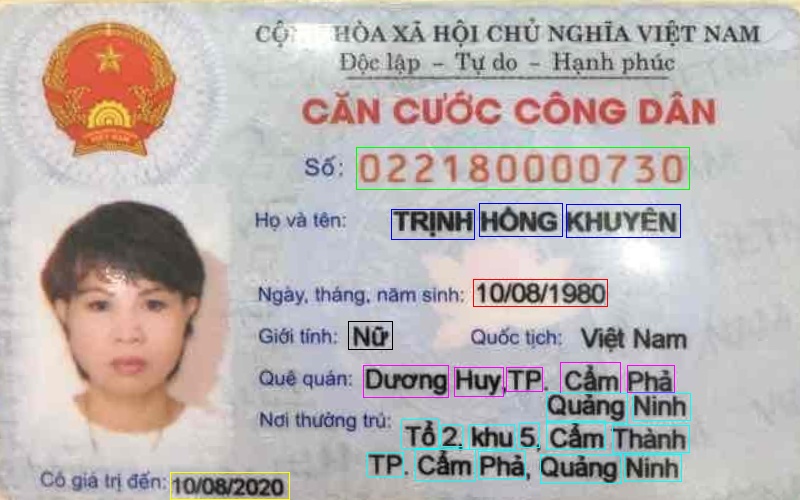 CỘNG HÒA XÃ HỘI CHỦ NGHĨA VIỆT NAM
Độc lập - Tự do - Hạnh phúc
CĂN CƯỚC CÔNG DÂN
Số: 022180000730
Họ và tên: TRỊNH HỒNG KHUYÊN
Ngày, tháng, năm sinh: 10/08/1980
Giới tính: Nữ Quốc tịch: Việt Nam
Quê quán: Dương Huy, TP. Cẩm Phả
Quảng Ninh
Nơi thường trú: Tổ 2, khu 5, Cẩm Thành
TP. Cẩm Phả, Quảng Ninh
Có giá trị đến: 10/08/2020